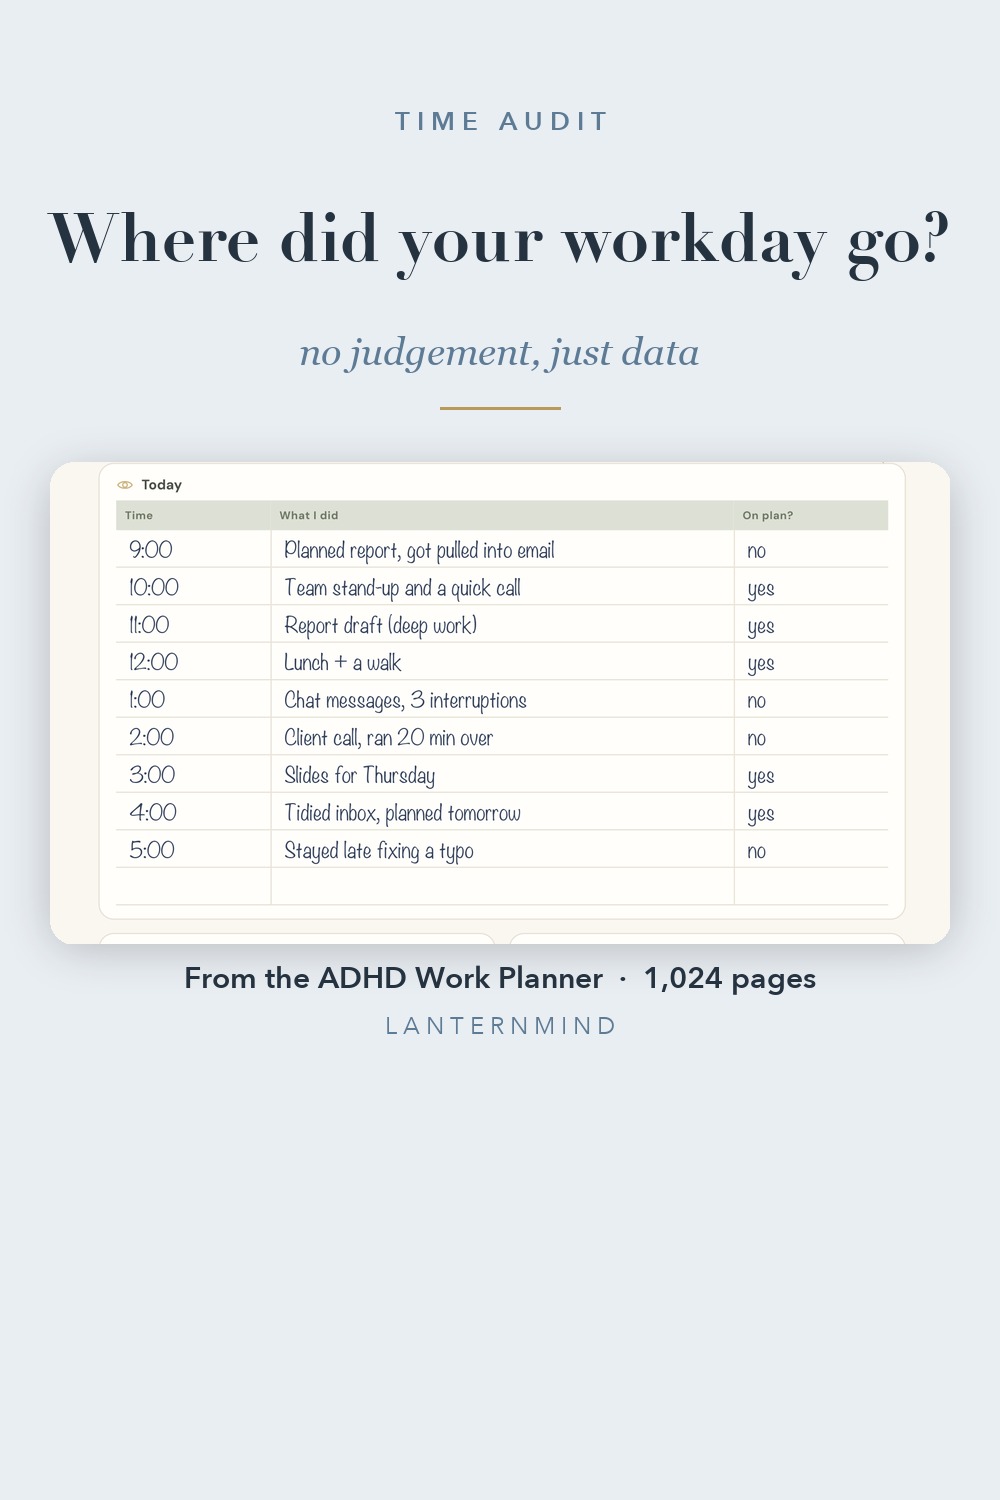 TIME AUDIT
Where did your workday go?
no judgement, just data
Today
Time What I did On plan?
9:00 Planned report, got pulled into email no
10:00 Team stand-up and a quick call yes
11:00 Report draft (deep work) yes
12:00 Lunch + a walk yes
1:00 Chat messages, 3 interruptions no
2:00 Client call, ran 20 min over no
3:00 Slides for Thursday yes
4:00 Tidied inbox, planned tomorrow yes
5:00 Stayed late fixing a typo no
From the ADHD Work Planner · 1,024 pages
LANTERNMIND